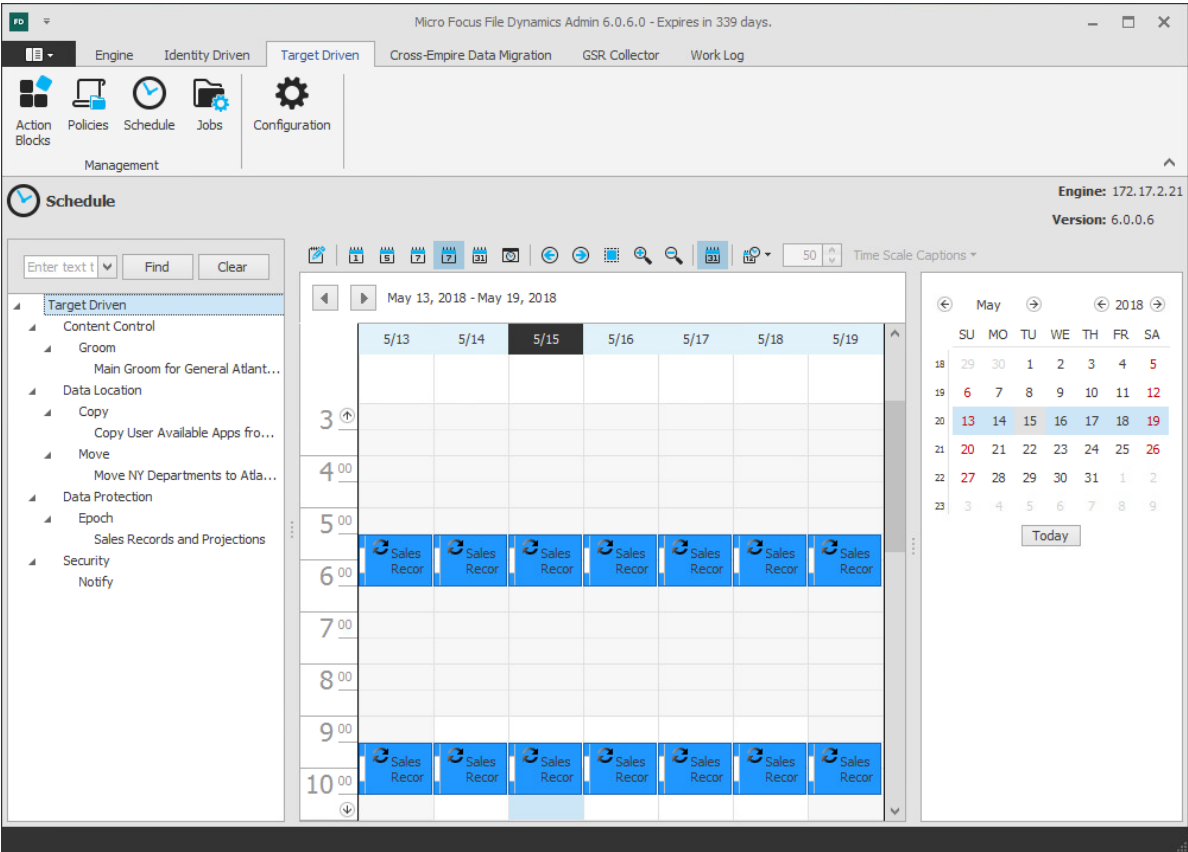 FD
Micro Focus File Dynamics Admin 6.0.6.0 - Expires in 339 days.
Engine Identity Driven Target Driven Cross-Empire Data Migration GSR Collector Work Log
Action Blocks Policies Schedule Jobs Configuration
Management
Schedule
Engine: 172.17.2.21
Version: 6.0.0.6
Enter text t Find Clear
1 5 7 7 31 31 12 50 Time Scale Captions
Target Driven
Content Control
Groom
Main Groom for General Atlant...
Data Location
Copy
Copy User Available Apps fro...
Move
Move NY Departments to Atla...
Data Protection
Epoch
Sales Records and Projections
Security
Notify
May 13, 2018 - May 19, 2018
5/13 5/14 5/15 5/16 5/17 5/18 5/19
3
4 00
5 00
Sales Sales Sales Sales Sales Sales Sales
Recor Recor Recor Recor Recor Recor Recor
6 00
7 00
8 00
9 00
Sales Sales Sales Sales Sales Sales Sales
Recor Recor Recor Recor Recor Recor Recor
10 00
May 2018
SU MO TU WE TH FR SA
18 29 30 1 2 3 4 5
19 6 7 8 9 10 11 12
20 13 14 15 16 17 18 19
21 20 21 22 23 24 25 26
22 27 28 29 30 31 1 2
23 3 4 5 6 7 8 9
Today